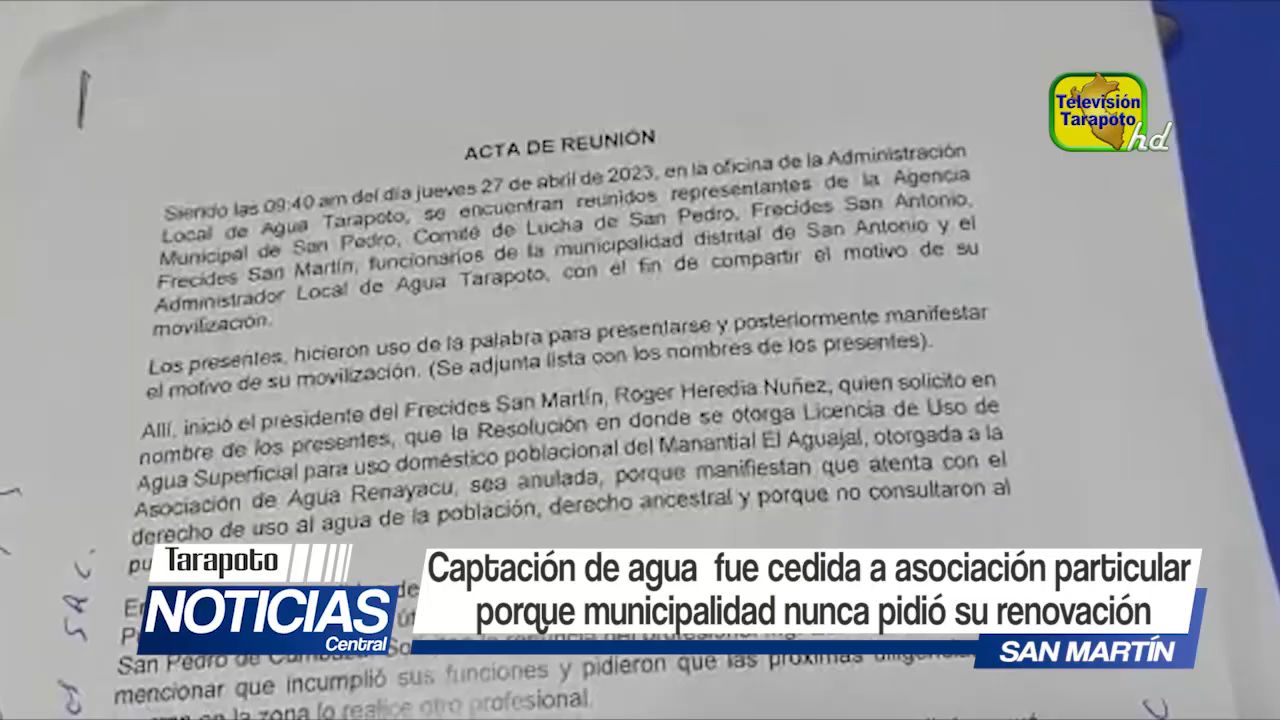 Televisión
Tarapoto
hd
ACTA DE REUNIÓN
Siendo las 09:40 am del día jueves 27 de abril de 2023, en la oficina de la Administración
Local de Agua Tarapoto, se encuentran reunidos representantes de la Agencia
Municipal de San Pedro, Comité de Lucha de San Pedro, Frecides San Antonio,
Frecides San Martín, funcionarios de la municipalidad distrital de San Antonio y el
Administrador Local de Agua Tarapoto, con el fin de compartir el motivo de su
movilización.
Los presentes, hicieron uso de la palabra para presentarse y posteriormente manifestar
el motivo de su movilización. (Se adjunta lista con los nombres de los presentes).
Allí, inició el presidente del Frecides San Martín, Roger Heredia Nuñez, quien solicito en
nombre de los presentes, que la Resolución en donde se otorga Licencia de Uso de
Agua Superficial para uso doméstico poblacional del Manantial El Aguajal, otorgada a la
Asociación de Agua Renayacu, sea anulada, porque manifiestan que atenta con el
derecho de uso al agua de la población, derecho ancestral y porque no consultaron al
San Pedro de
mencionar que incumplió sus funciones y pidieron que las próximas
en la zona lo realice otro profesional.
Tarapoto
NOTICIAS
Central
Captación de agua fue cedida a asociación particular
porque municipalidad nunca pidió su renovación
SAN MARTÍN